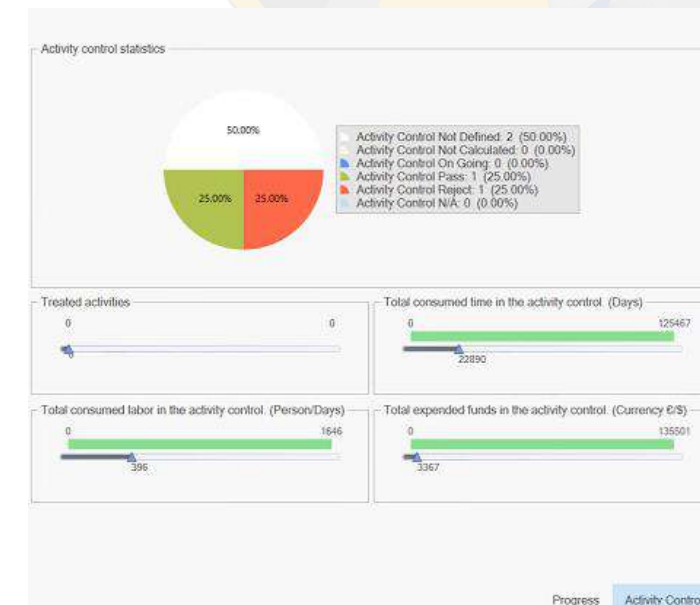 Activity control statistics
50.00%
25.00% 25.00%
Activity Control Not Defined: 2 (50.00%)
Activity Control Not Calculated: 0 (0.00%)
Activity Control On Going: 0 (0.00%)
Activity Control Pass: 1 (25.00%)
Activity Control Reject: 1 (25.00%)
Activity Control N/A: 0 (0.00%)
Treated activities
0 0
0
Total consumed time in the activity control. (Days)
0 125467
22890
Total consumed labor in the activity control. (Person/Days)
0 1646
396
Total expended funds in the activity control. (Currency €/$)
0 135501
3367
Progress Activity Contro